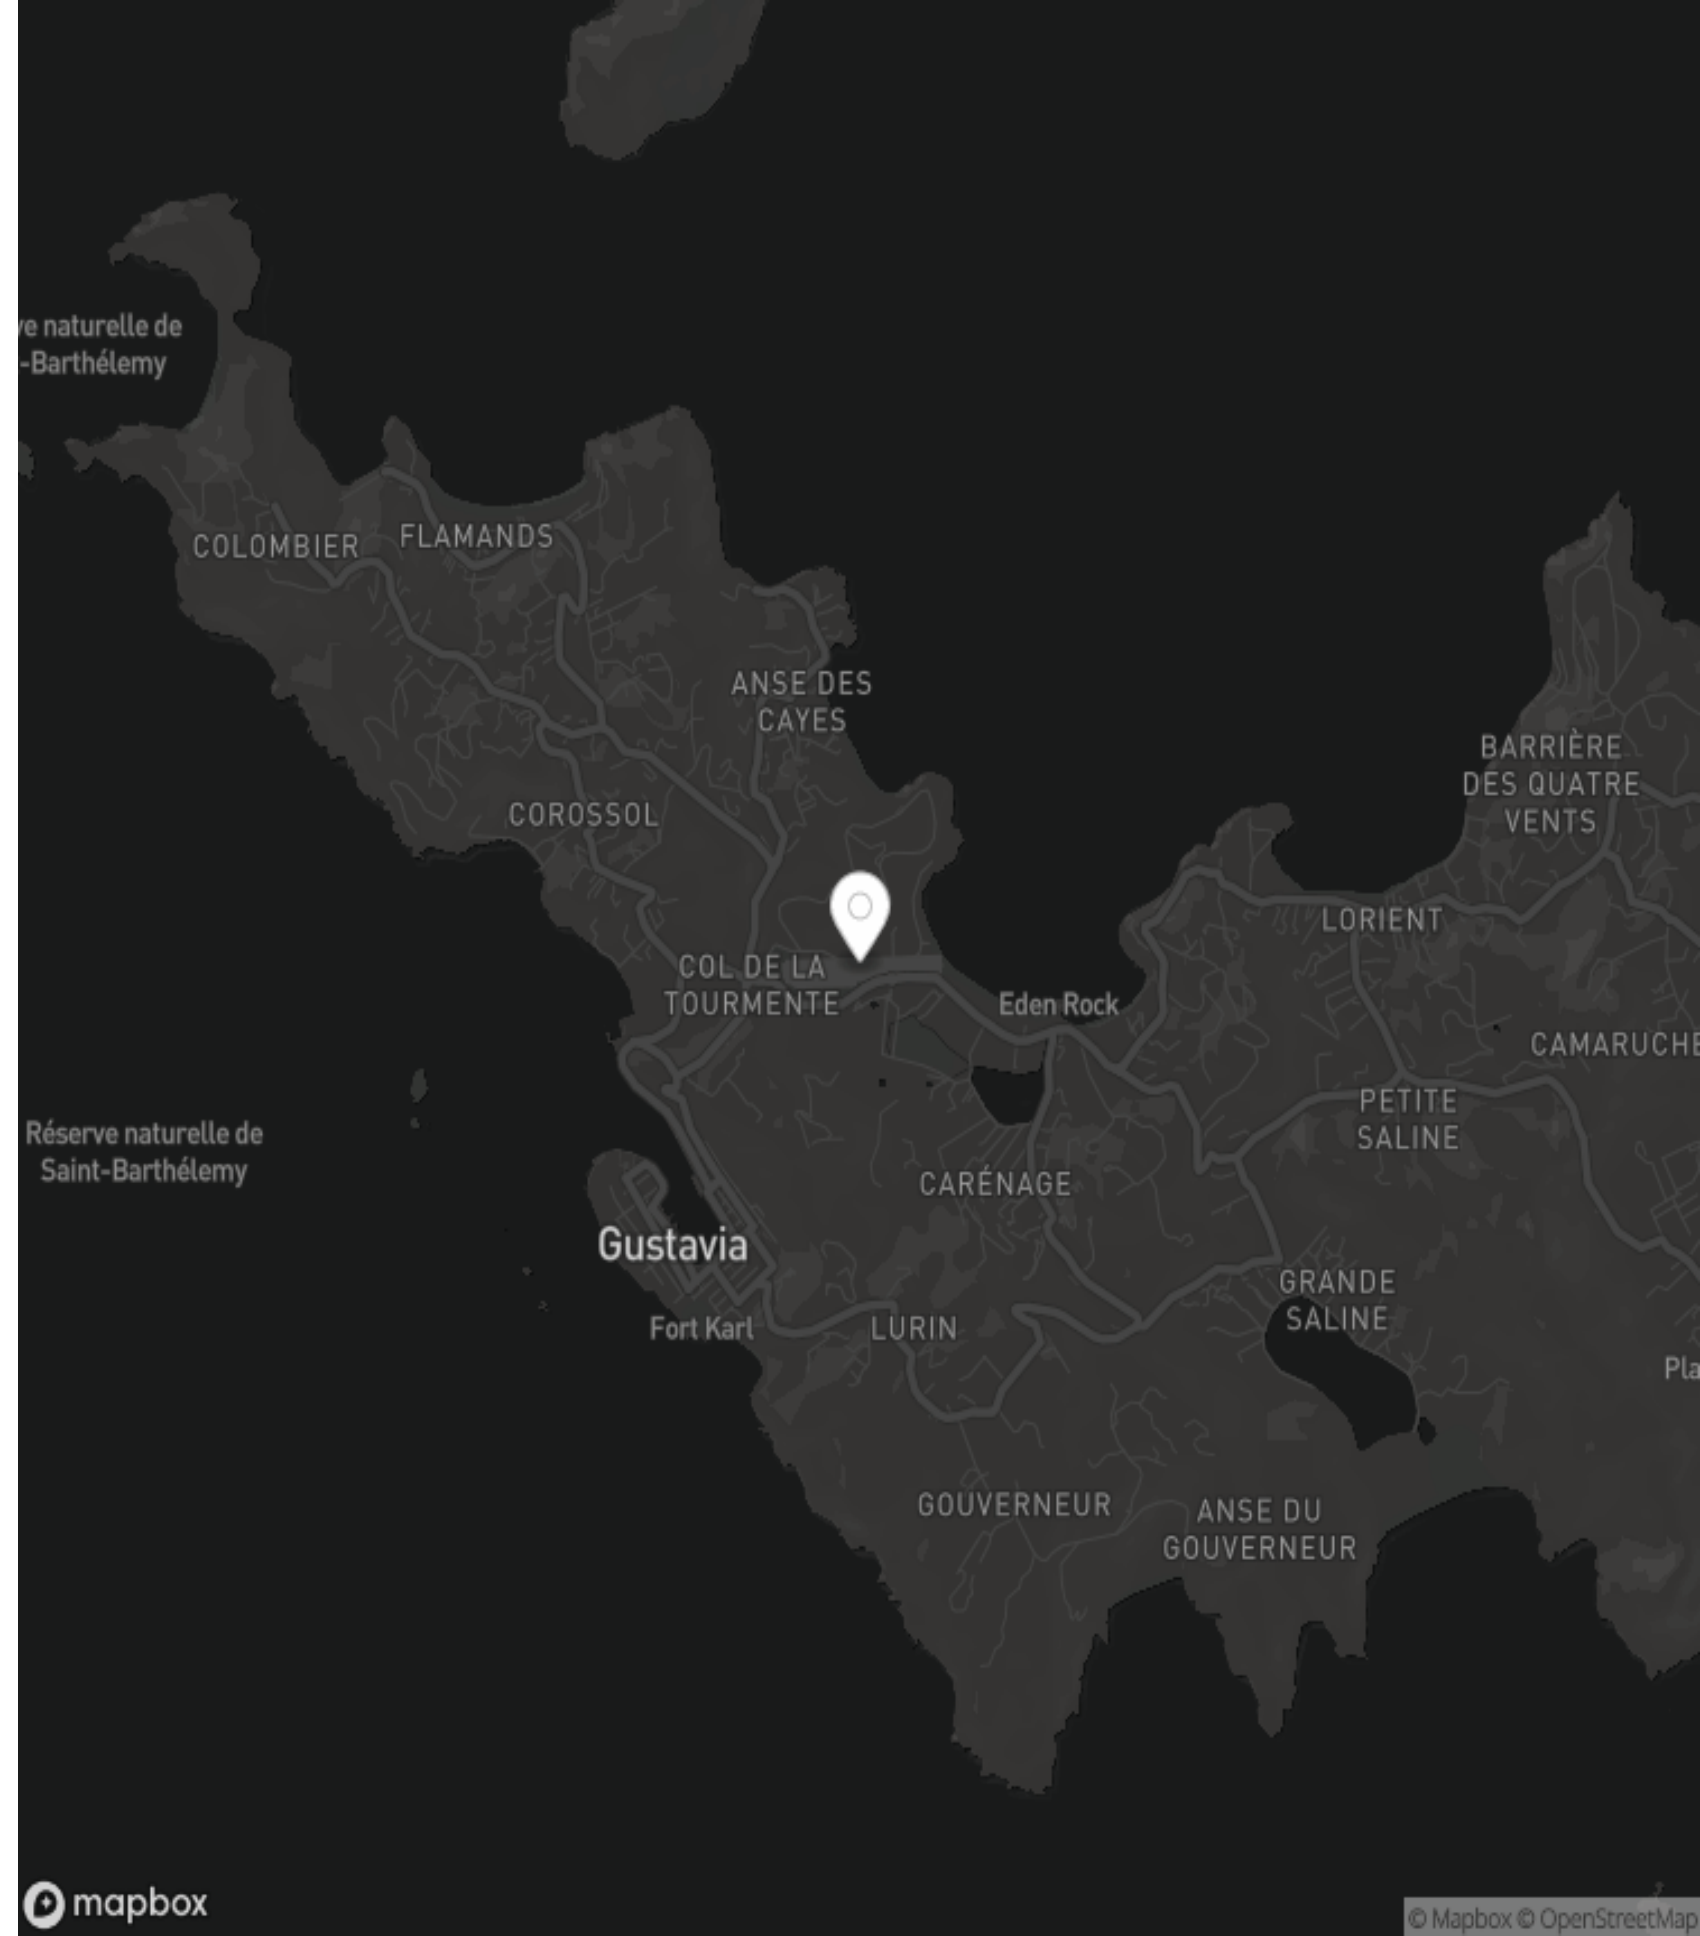 ve naturelle de
-Barthélemy
COLOMBIER
FLAMANDS
ANSE DES
CAYES
BARRIÈRE
DES QUATRE
VENTS
COROSSOL
LORIENT
COL DE LA
TOURMENTE
Eden Rock
CAMARUCHE
PETITE
SALINE
Réserve naturelle de
Saint-Barthélemy
CARÉNAGE
Gustavia
GRANDE
SALINE
Fort Karl
LURIN
Pla
GOUVERNEUR
ANSE DU
GOUVERNEUR
mapbox
© Mapbox © OpenStreetMap